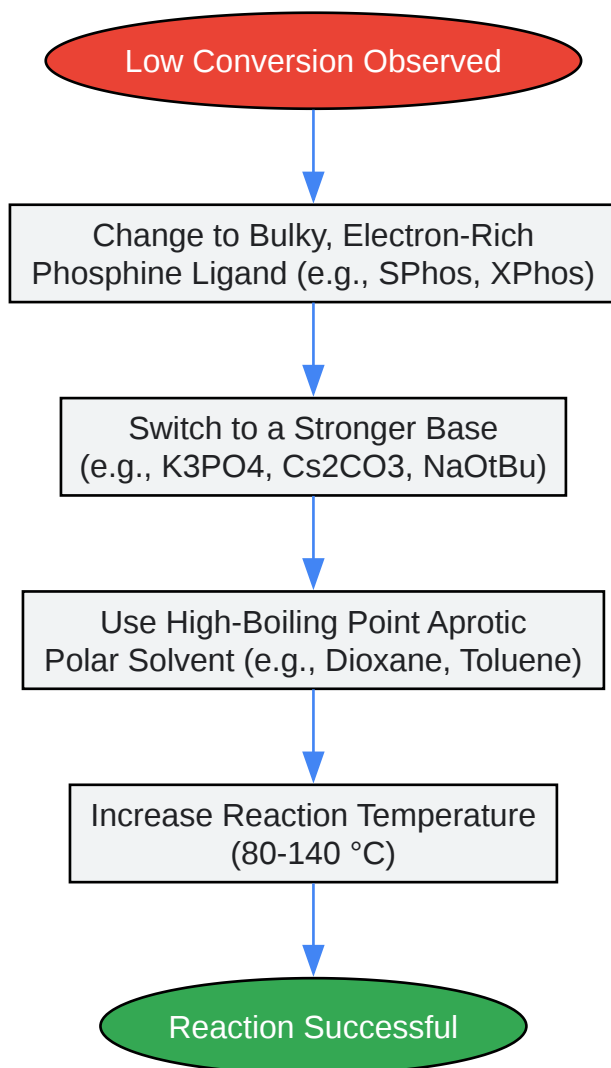 Low Conversion Observed
Change to Bulky, Electron-Rich
Phosphine Ligand (e.g., SPhos, XPhos)
Switch to a Stronger Base
(e.g., K3PO4, Cs2CO3, NaOtBu)
Use High-Boiling Point Aprotic
Polar Solvent (e.g., Dioxane, Toluene)
Increase Reaction Temperature
(80-140 °C)
Reaction Successful